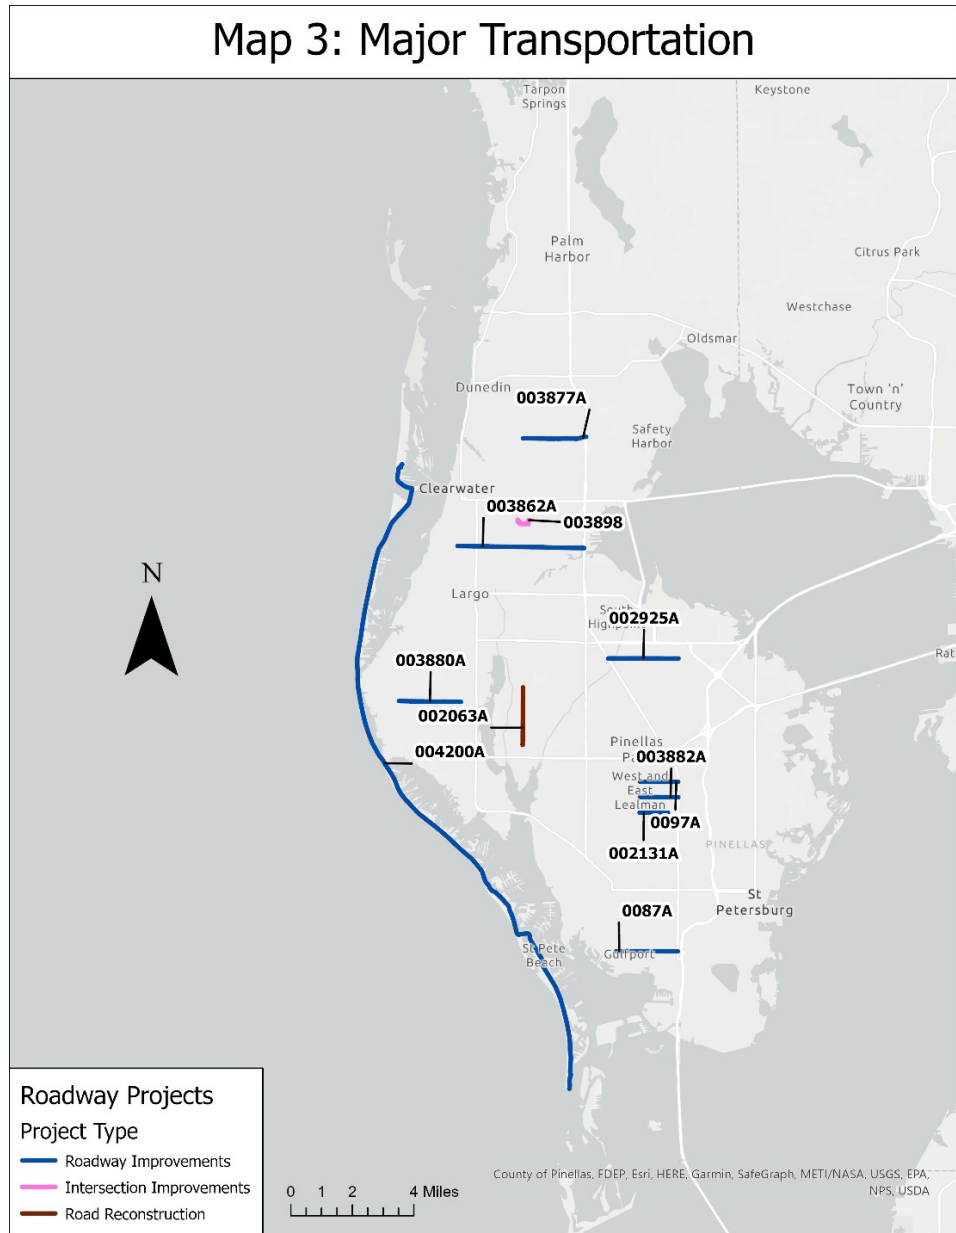 Map 3: Major Transportation
Tarpon
Springs
Keystone
Palm
Harbor
Citrus Park
Westchase
Oldsmar
Dunedin
Town 'n'
Country
003877A
Safety
Harbor
Clearwater
003862A
003898
N
Largo
South
002925A
003880A
002063A
Pinellas
004200A
003882A
West and
East
Lealman
0097A
002131A
PINELLAS
St
Petersburg
0087A
St Pete
Beach
Gulfport
Roadway Projects
Project Type
Roadway Improvements
Intersection Improvements
Road Reconstruction
0 1 2 4 Miles
County of Pinellas, FDEP, Esri, HERE, Garmin, SafeGraph, METI/NASA, USGS, EPA,
NPS, USDA